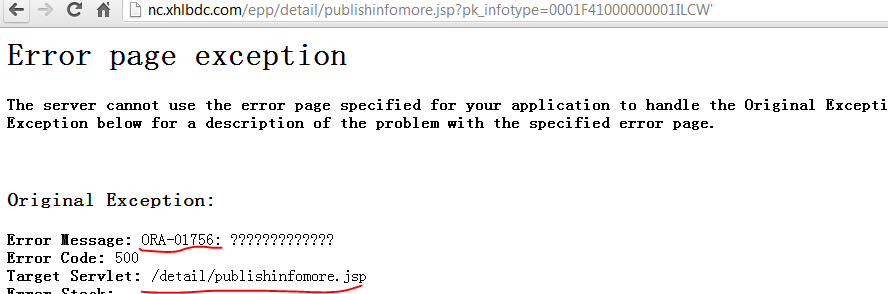 nc.xhlbdc.com/epp/detail/publishinfomore.jsp?pk_infotype=0001F41000000001ILCW'
Error page exception
The server cannot use the error page specified for your application to handle the Original Excepti
Exception below for a description of the problem with the specified error page.
Original Exception:
Error Message: ORA-01756: ?????????????
Error Code: 500
Target Servlet: /detail/publishinfomore.jsp
Error Stack: